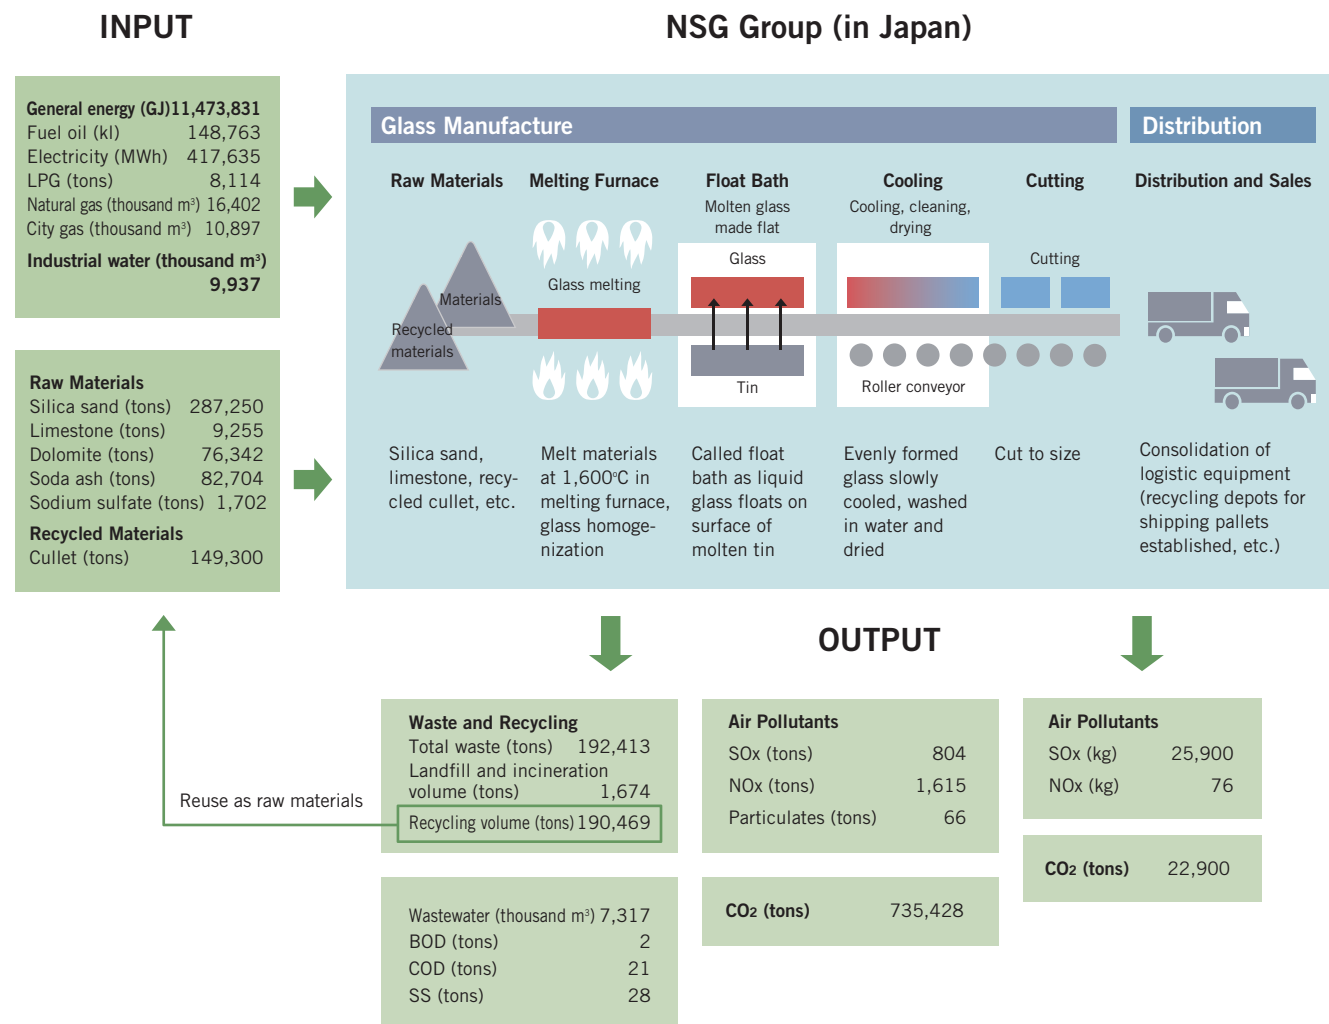 INPUT
NSG Group (in Japan)
General energy (GJ)11,473,831
Fuel oil (kl) 148,763
Electricity (MWh) 417,635
LPG (tons) 8,114
Natural gas (thousand m³) 16,402
City gas (thousand m³) 10,897
Industrial water (thousand m³)
9,937
Raw Materials
Silica sand (tons) 287,250
Limestone (tons) 9,255
Dolomite (tons) 76,342
Soda ash (tons) 82,704
Sodium sulfate (tons) 1,702
Recycled Materials
Cullet (tons) 149,300
Glass Manufacture
Distribution
Raw Materials
Materials
Recycled
materials
Silica sand,
limestone, recy-
cled cullet, etc.
Melting Furnace
Glass melting
Melt materials
at 1,600ºC in
melting furnace,
glass homoge-
nization
Float Bath
Molten glass
made flat
Glass
Tin
Called float
bath as liquid
glass floats on
surface of
molten tin
Cooling
Cooling, cleaning,
drying
Roller conveyor
Evenly formed
glass slowly
cooled, washed
in water and
dried
Cutting
Cutting
Cut to size
Distribution and Sales
Consolidation of
logistic equipment
(recycling depots for
shipping pallets
established, etc.)
OUTPUT
Reuse as raw materials
Waste and Recycling
Total waste (tons) 192,413
Landfill and incineration
volume (tons) 1,674
Recycling volume (tons) 190,469
Wastewater (thousand m³) 7,317
BOD (tons) 2
COD (tons) 21
SS (tons) 28
Air Pollutants
SOx (tons) 804
NOx (tons) 1,615
Particulates (tons) 66
CO2 (tons) 735,428
Air Pollutants
SOx (kg) 25,900
NOx (kg) 76
CO2 (tons) 22,900